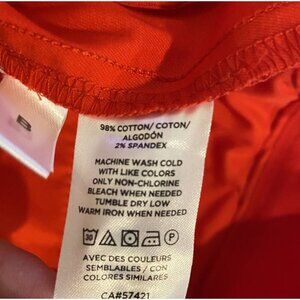 B
98% COTTON/ COTON/
ALGODÓN
2% SPANDEX
MACHINE WASH COLD
WITH LIKE COLORS
ONLY NON-CHLORINE
BLEACH WHEN NEEDED
TUMBLE DRY LOW
WARM IRON WHEN NEEDED
30
P
AVEC DES COULEURS
SEMBLABLES / CON
COLORES SIMILARES
CA#57421